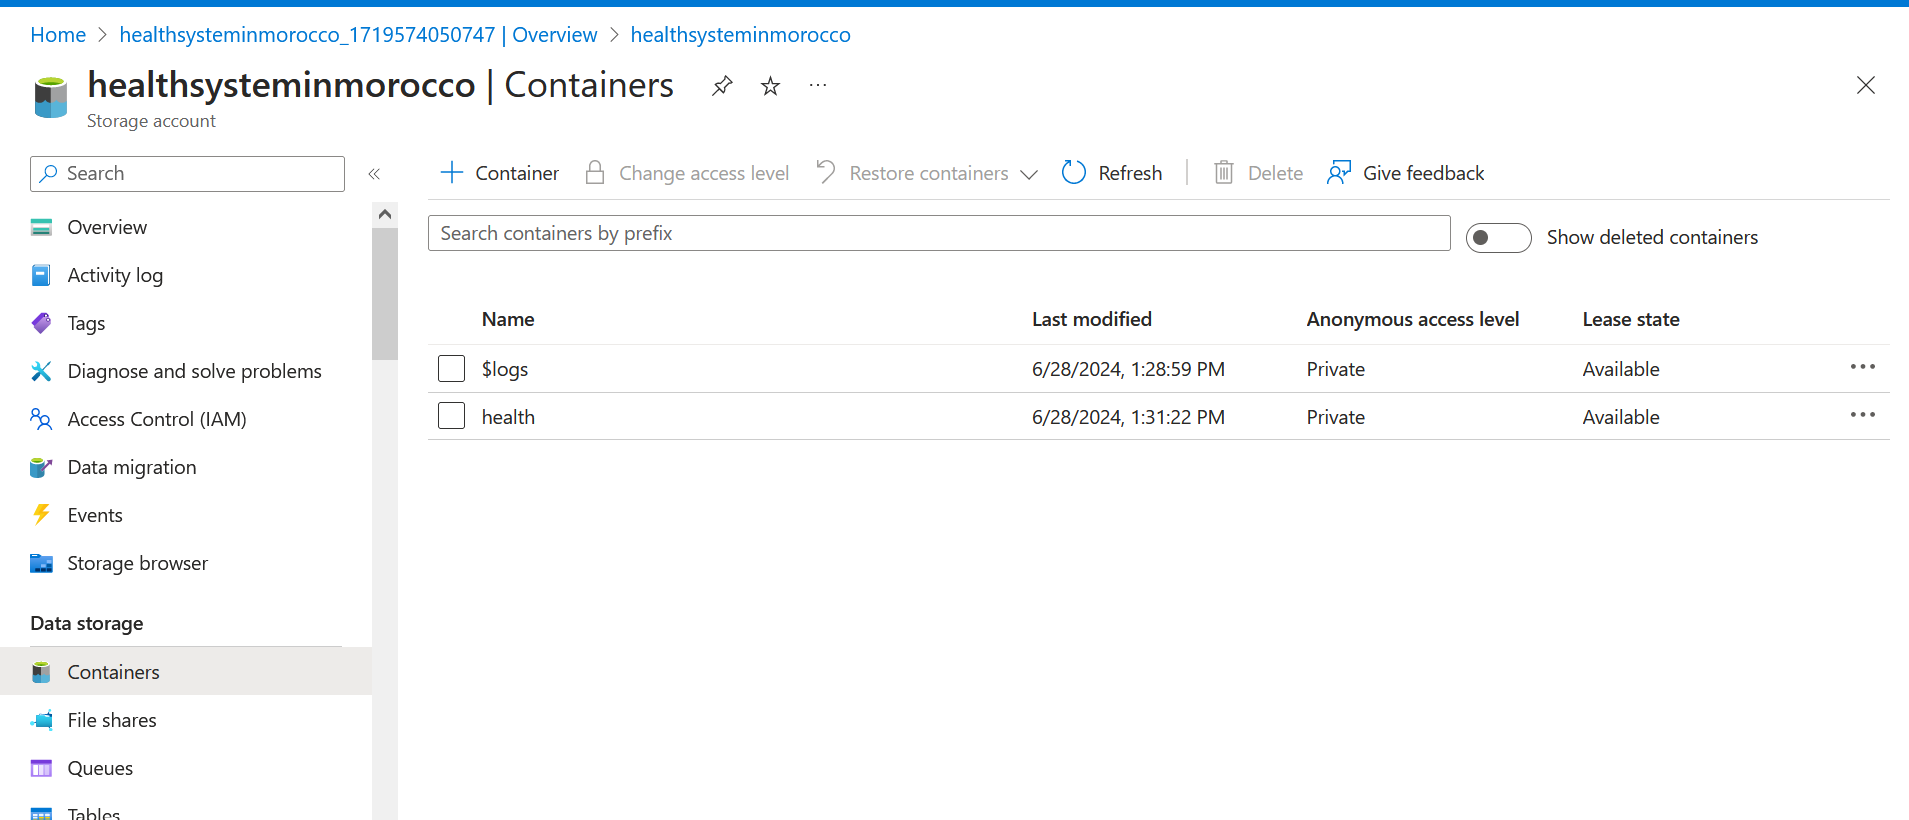 Home > healthsysteminmorocco_1719574050747 | Overview > healthsysteminmorocco
healthsysteminmorocco | Containers
Storage account
Search
Container Change access level Restore containers Refresh Delete Give feedback
Search containers by prefix
Show deleted containers
Overview
Activity log
Tags
Diagnose and solve problems
Access Control (IAM)
Data migration
Events
Storage browser
Data storage
Containers
File shares
Queues
Tables
Name Last modified Anonymous access level Lease state
$logs 6/28/2024, 1:28:59 PM Private Available
health 6/28/2024, 1:31:22 PM Private Available